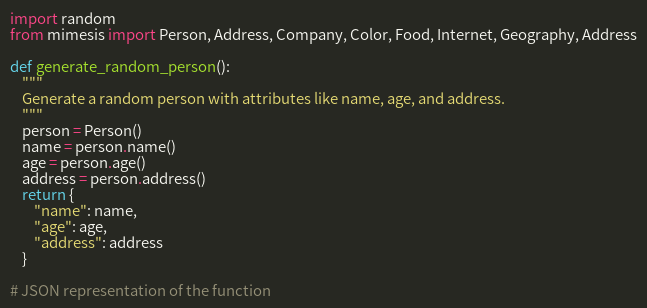 import random
from mimesis import Person, Address, Company, Color, Food, Internet, Geography, Address
def generate_random_person():
"""
Generate a random person with attributes like name, age, and address.
"""
person = Person()
name = person.name()
age = person.age()
address = person.address()
return {
"name": name,
"age": age,
"address": address
}
# JSON representation of the function